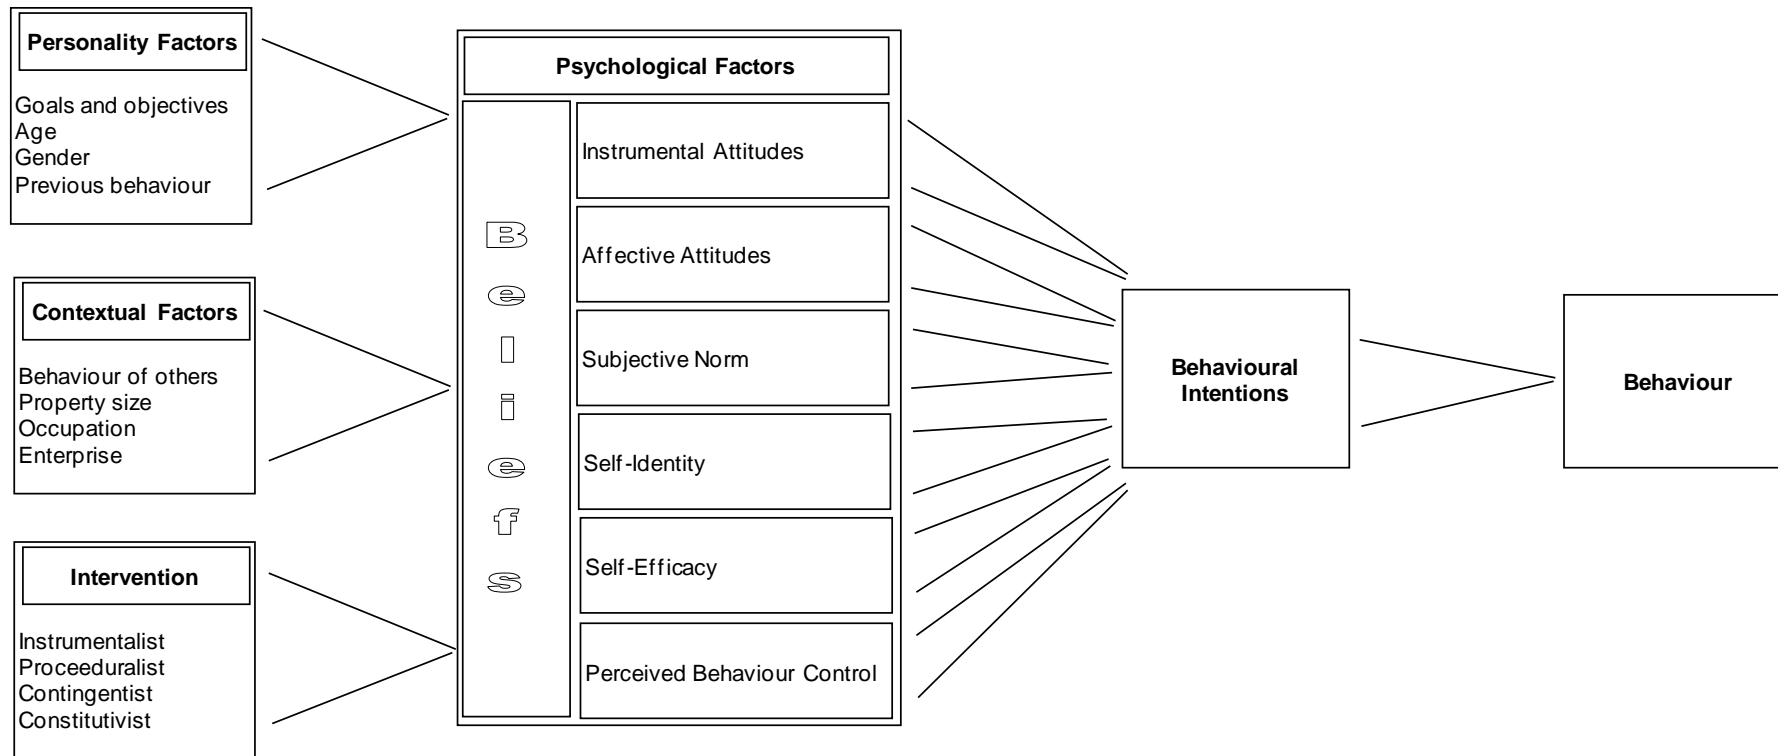 Personality Factors
Goals and objectives
Age
Gender
Previous behaviour
Contextual Factors
Behaviour of others
Property size
Occupation
Enterprise
Intervention
Instrumentalist
Proceeduralist
Contingentist
Constitutivist
Psychological Factors
Beliefs
Instrumental Attitudes
Affective Attitudes
Subjective Norm
Self-Identity
Self-Efficacy
Perceived Behaviour Control
Behavioural
Intentions
Behaviour